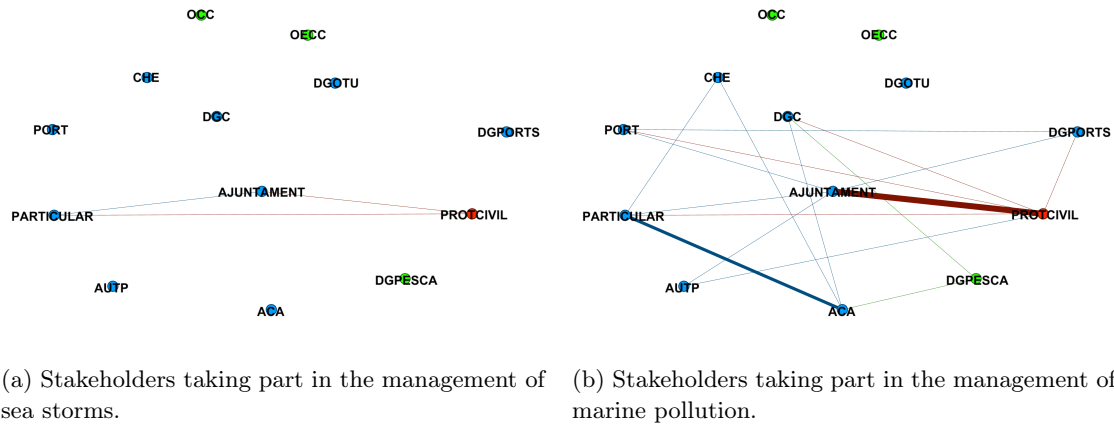 OCC
OECC
CHE
DGOTU
DGC
PORT
DGPORTS
AJUNTAMENT
PARTICULAR
PROTCIVIL
DGPESCA
AUTP
ACA
(a) Stakeholders taking part in the management of
sea storms.
OCC
OECC
CHE
DGOTU
DGC
PORT
DGPORTS
AJUNTAMENT
PARTICULAR
PROTCIVIL
DGPESCA
AUTP
ACA
(b) Stakeholders taking part in the management of
marine pollution.